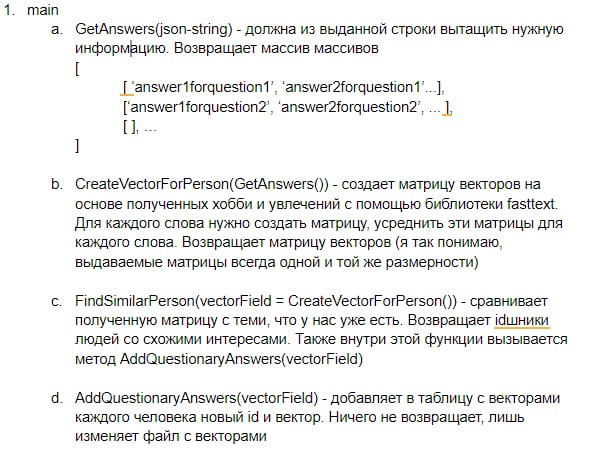 1. main
a. GetAnswers(json-string) - должна из выданной строки вытащить нужную
информацию. Возвращает массив массивов
[
[ 'answer1forquestion1', 'answer2forquestion1'...],
['answer1forquestion2', 'answer2forquestion2', ... ],
[ ], ...
]
b. CreateVectorForPerson(GetAnswers()) - создает матрицу векторов на
основе полученных хобби и увлечений с помощью библиотеки fasttext.
Для каждого слова нужно создать матрицу, усреднить эти матрицы для
каждого слова. Возвращает матрицу векторов (я так понимаю,
выдаваемые матрицы всегда одной и той же размерности)
c. FindSimilarPerson(vectorField = CreateVectorForPerson()) - сравнивает
полученную матрицу с теми, что у нас уже есть. Возвращает idшники
людей со схожими интересами. Также внутри этой функции вызывается
метод AddQuestionaryAnswers(vectorField)
d. AddQuestionaryAnswers(vectorField) - добавляет в таблицу с векторами
каждого человека новый id и вектор. Ничего не возвращает, лишь
изменяет файл с векторами